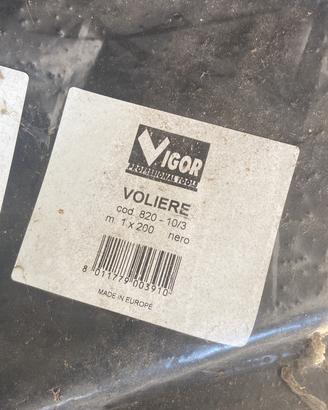 VIGOR
PROFESSIONAL TOOLS
VOLIERE
cod 820 - 10/3
m. 1 x 200 nero
8 011779 003910
MADE IN EUROPE